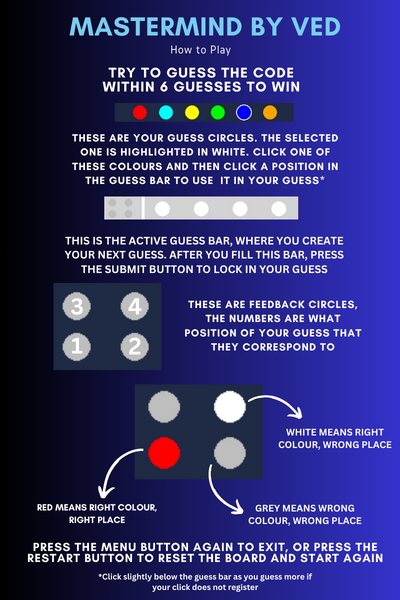 MASTERMIND BY VED
How to Play
TRY TO GUESS THE CODE
WITHIN 6 GUESSES TO WIN
THESE ARE YOUR GUESS CIRCLES. THE SELECTED
ONE IS HIGHLIGHTED IN WHITE. CLICK ONE OF
THESE COLOURS AND THEN CLICK A POSITION IN
THE GUESS BAR TO USE IT IN YOUR GUESS*
THIS IS THE ACTIVE GUESS BAR, WHERE YOU CREATE
YOUR NEXT GUESS. AFTER YOU FILL THIS BAR, PRESS
THE SUBMIT BUTTON TO LOCK IN YOUR GUESS
3 4
1 2
THESE ARE FEEDBACK CIRCLES,
THE NUMBERS ARE WHAT
POSITION OF YOUR GUESS THAT
THEY CORRESPOND TO
WHITE MEANS RIGHT
COLOUR, WRONG PLACE
RED MEANS RIGHT COLOUR,
RIGHT PLACE
GREY MEANS WRONG
COLOUR, WRONG PLACE
PRESS THE MENU BUTTON AGAIN TO EXIT, OR PRESS THE
RESTART BUTTON TO RESET THE BOARD AND START AGAIN
*Click slightly below the guess bar as you guess more if
your click does not register